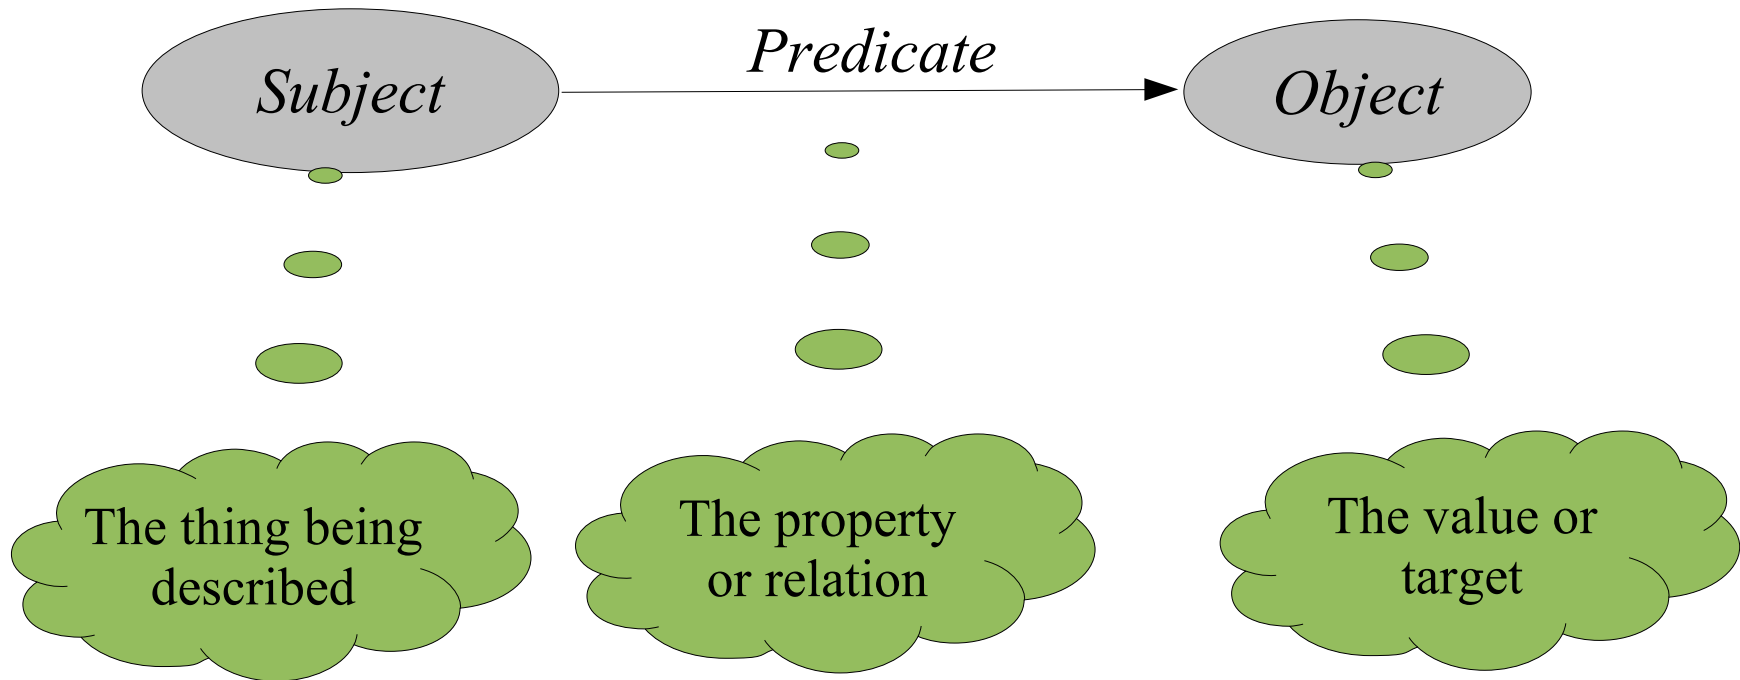 Subject
Predicate
Object
The thing being
described
The property
or relation
The value or
target